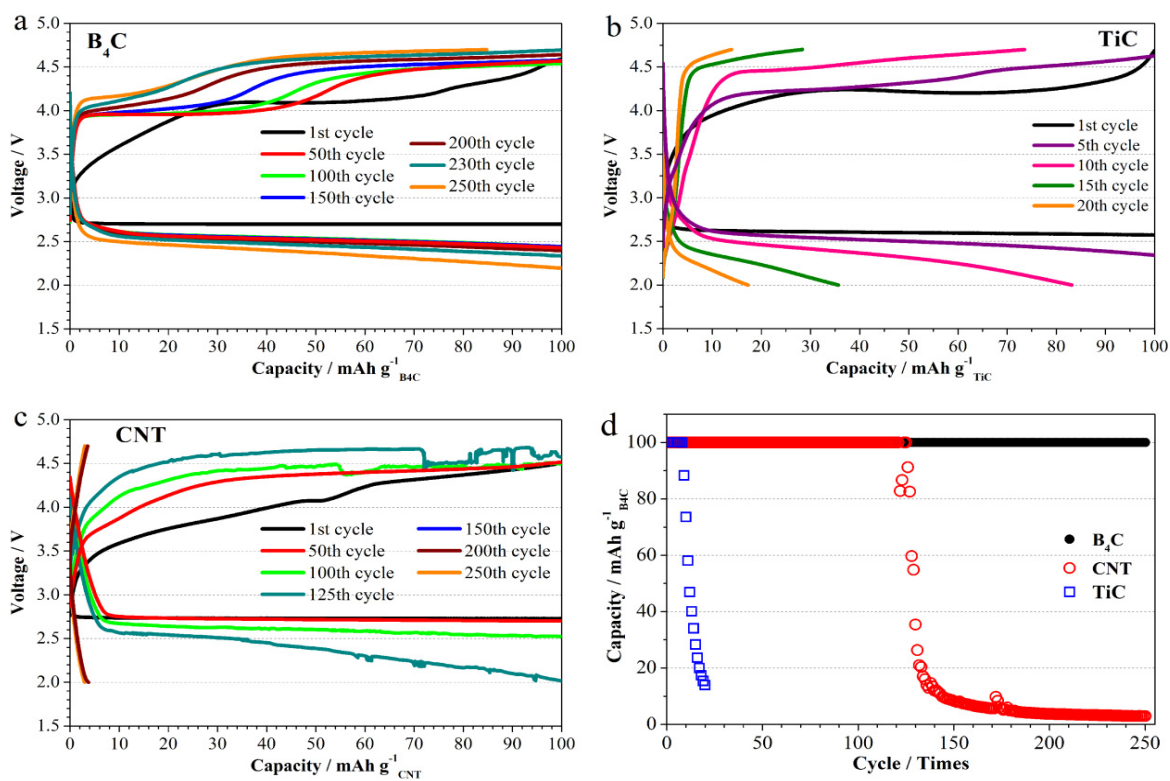 a
B4C
5.0
4.5
4.0
3.5
3.0
2.5
2.0
1.5
Voltage / V
1st cycle
50th cycle
100th cycle
150th cycle
200th cycle
230th cycle
250th cycle
0 10 20 30 40 50 60 70 80 90 100
Capacity / mAh g-1B4C
b
TiC
5.0
4.5
4.0
3.5
3.0
2.5
2.0
1.5
Voltage / V
1st cycle
5th cycle
10th cycle
15th cycle
20th cycle
0 10 20 30 40 50 60 70 80 90 100
Capacity / mAh g-1TiC
c
CNT
5.0
4.5
4.0
3.5
3.0
2.5
2.0
1.5
Voltage / V
1st cycle
50th cycle
100th cycle
125th cycle
150th cycle
200th cycle
250th cycle
0 10 20 30 40 50 60 70 80 90 100
Capacity / mAh g-1CNT
d
100
80
60
40
20
0
Capacity / mAh g-1B4C
B4C
CNT
TiC
0 50 100 150 200 250
Cycle / Times